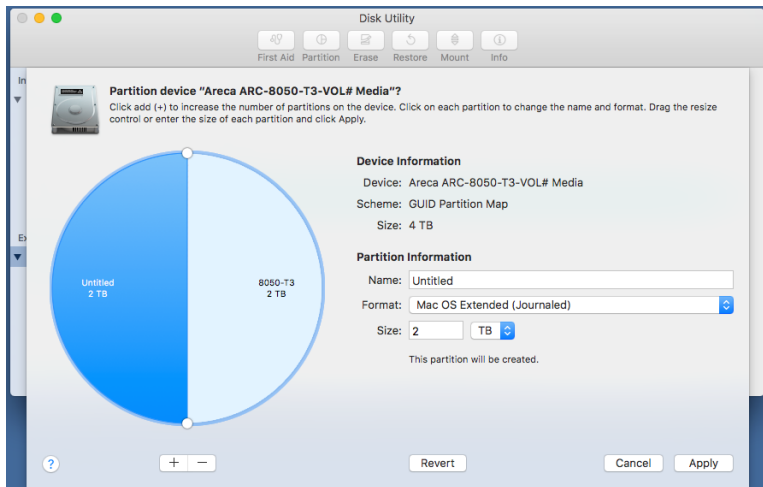 Disk Utility
First Aid Partition Erase Restore Mount Info
In
Partition device "Areca ARC-8050-T3-VOL# Media"?
Click add (+) to increase the number of partitions on the device. Click on each partition to change the name and format. Drag the resize
control or enter the size of each partition and click Apply.
Device Information
Device: Areca ARC-8050-T3-VOL# Media
Scheme: GUID Partition Map
Size: 4 TB
Ex
Partition Information
Untitled
2 TB
8050-T3
2 TB
Name: Untitled
Format: Mac OS Extended (Journaled)
Size: 2 TB
This partition will be created.
? + − Revert Cancel Apply